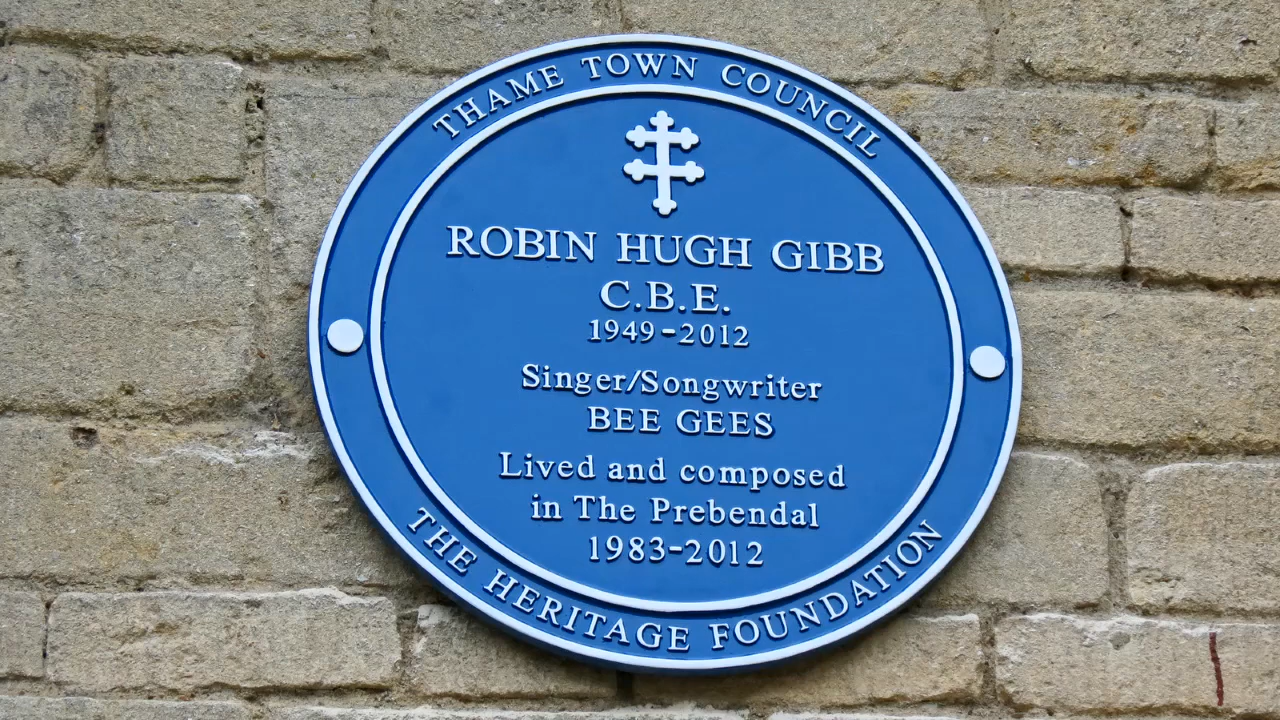 THAME TOWN COUNCIL
ROBIN HUGH GIBB
C.B.E.
1949-2012
Singer/Songwriter
BEE GEES
Lived and composed
in The Prebendal
1983-2012
THE HERITAGE FOUNDATION